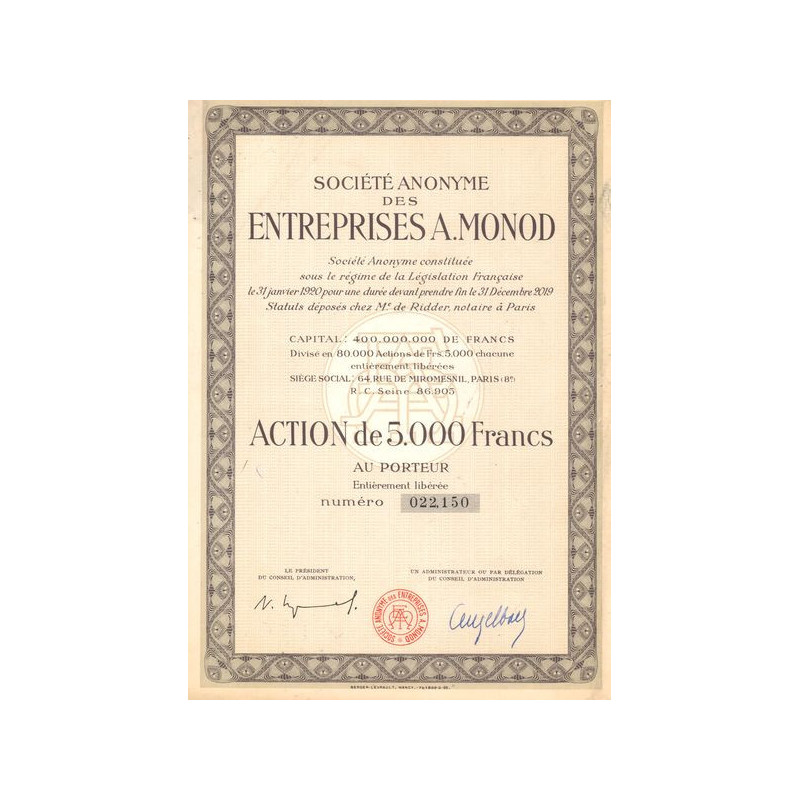 SOCIÉTÉ ANONYME
DES
ENTREPRISES A.MONOD
Société Anonyme constituée
sous le régime de la Législation Française
le 31 janvier 1920 pour une durée devant prendre fin le 31 Décembre 2019
Statuts déposés chez Me de Ridder, notaire à Paris
CAPITAL: 400.000.000 DE FRANCS
Divisé en 80.000 Actions de Frs. 5.000 chacune
entièrement libérées
SIÈGE SOCIAL: 64, RUE DE MIROMESNIL, PARIS (8e)
R.C. Seine 86.905
ACTION de 5.000 Francs
AU PORTEUR
Entièrement libérée
numéro 022,150
LE PRÉSIDENT
DU CONSEIL D'ADMINISTRATION,
UN ADMINISTRATEUR OU PAR DÉLÉGATION
DU CONSEIL D'ADMINISTRATION
SOCIÉTÉ ANONYME DES ENTREPRISES A. MONOD
BERGER-LEVRAULT, NANCY.